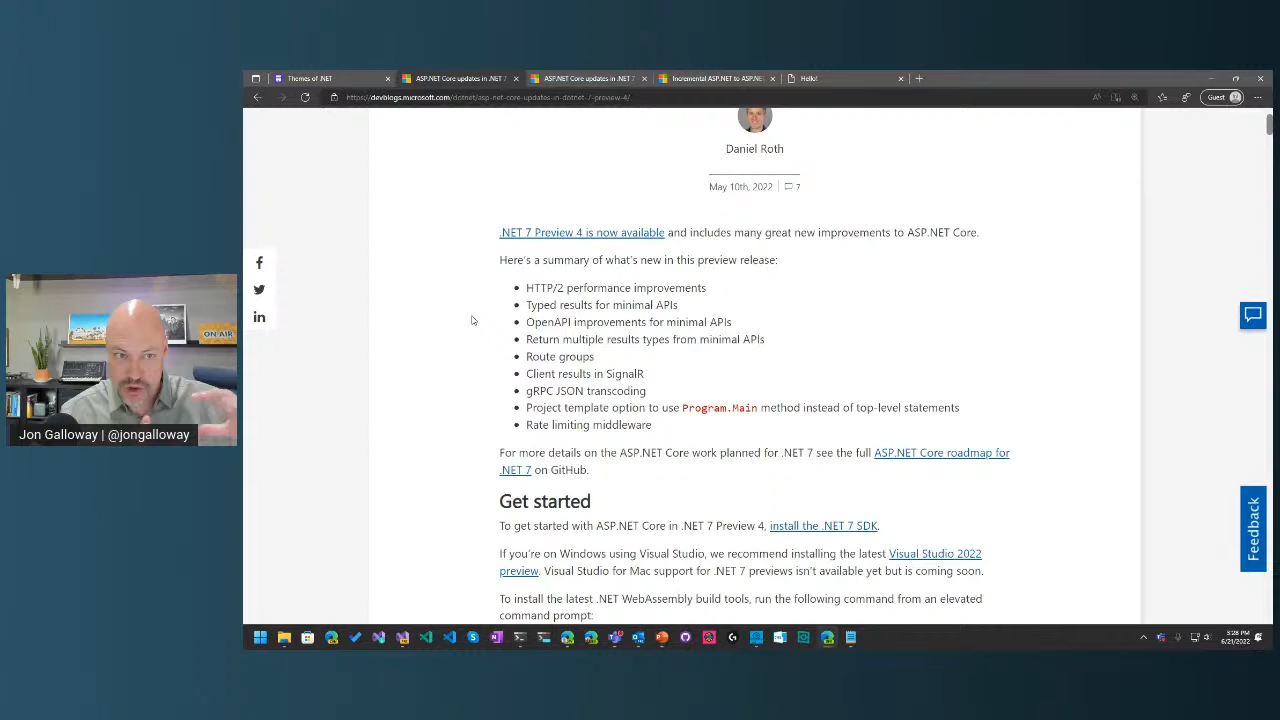 Themes of .NET
ASP.NET Core updates in .NET 7
ASP.NET Core updates in .NET 7
Incremental ASP.NET to ASP.NE
Hello!
https://devblogs.microsoft.com/dotnet/asp-net-core-updates-in-dotnet-7-preview-4/
Guest
Daniel Roth
May 10th, 2022
7
.NET 7 Preview 4 is now available and includes many great new improvements to ASP.NET Core.
Here's a summary of what's new in this preview release:
• HTTP/2 performance improvements
• Typed results for minimal APIs
• OpenAPI improvements for minimal APIs
• Return multiple results types from minimal APIs
• Route groups
• Client results in SignalR
• gRPC JSON transcoding
• Project template option to use Program.Main method instead of top-level statements
• Rate limiting middleware
For more details on the ASP.NET Core work planned for .NET 7 see the full ASP.NET Core roadmap for
.NET 7 on GitHub.
Get started
To get started with ASP.NET Core in .NET 7 Preview 4, install the .NET 7 SDK.
If you're on Windows using Visual Studio, we recommend installing the latest Visual Studio 2022
preview. Visual Studio for Mac support for .NET 7 previews isn't available yet but is coming soon.
To install the latest .NET WebAssembly build tools, run the following command from an elevated
command prompt:
Feedback
ON AIR
Jon Galloway | @jongalloway
3:28 PM
6/21/2022